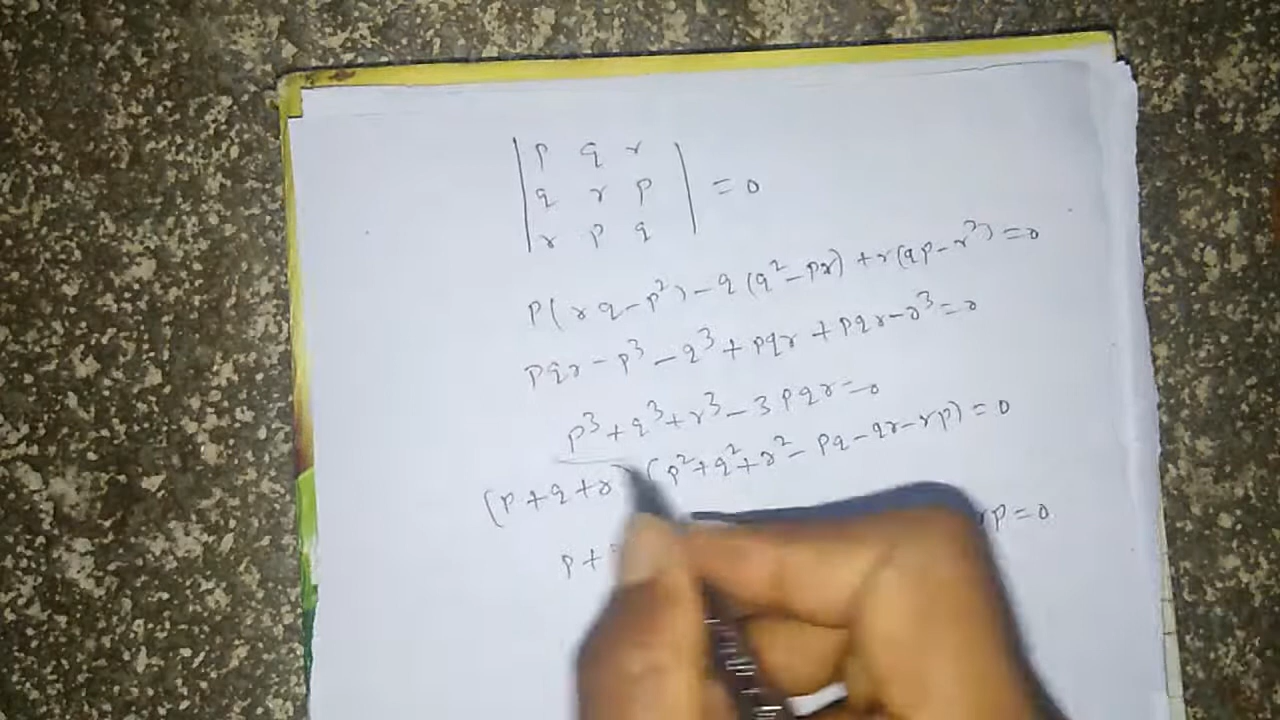 | p q r |
| q r p | = 0
| r p q |
p(rq-p²)-q(q²-pr)+r(qp-r²)=0
pqr-p³-q³+pqr+pqr-r³=0
p³+q³+r³-3pqr=0
(p+q+r)(p²+q²+r²-pq-qr-rp)=0
p+ rp=0